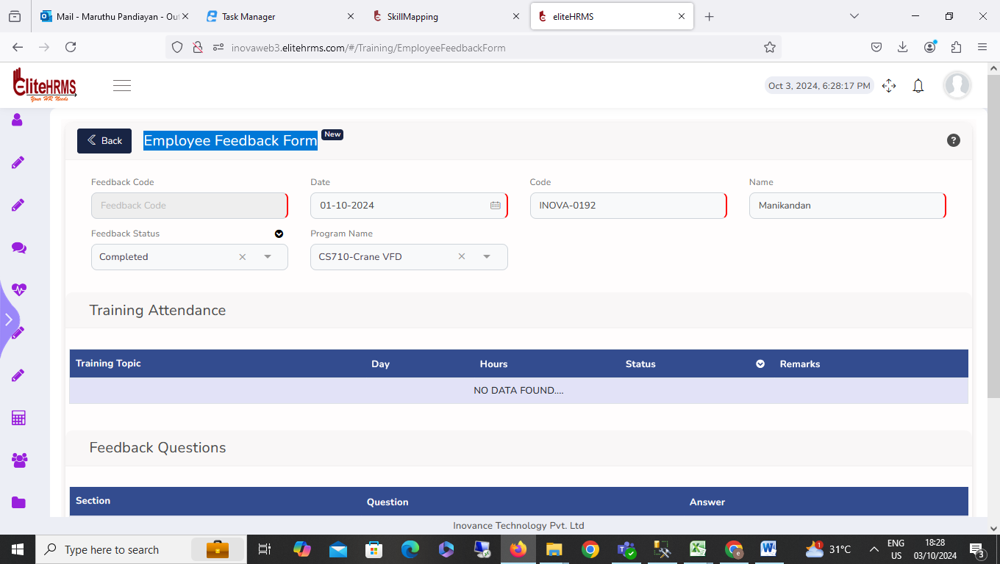 Mail - Maruthu Pandiayan - Ou
Task Manager
SkillMapping
eliteHRMS
inovaweb3.elitehrms.com/#/Training/EmployeeFeedbackForm
EliteHRMS
Your HR Needs
Oct 3, 2024, 6:28:17 PM
Back
Employee Feedback Form
New
Feedback Code
Date
Code
Name
Feedback Code
01-10-2024
INOVA-0192
Manikandan
Feedback Status
Program Name
Completed
CS710-Crane VFD
Training Attendance
Training Topic
Day
Hours
Status
Remarks
NO DATA FOUND....
Feedback Questions
Section
Question
Answer
Inovance Technology Pvt. Ltd
Type here to search
31°C
ENG
US
18:28
03/10/2024
3